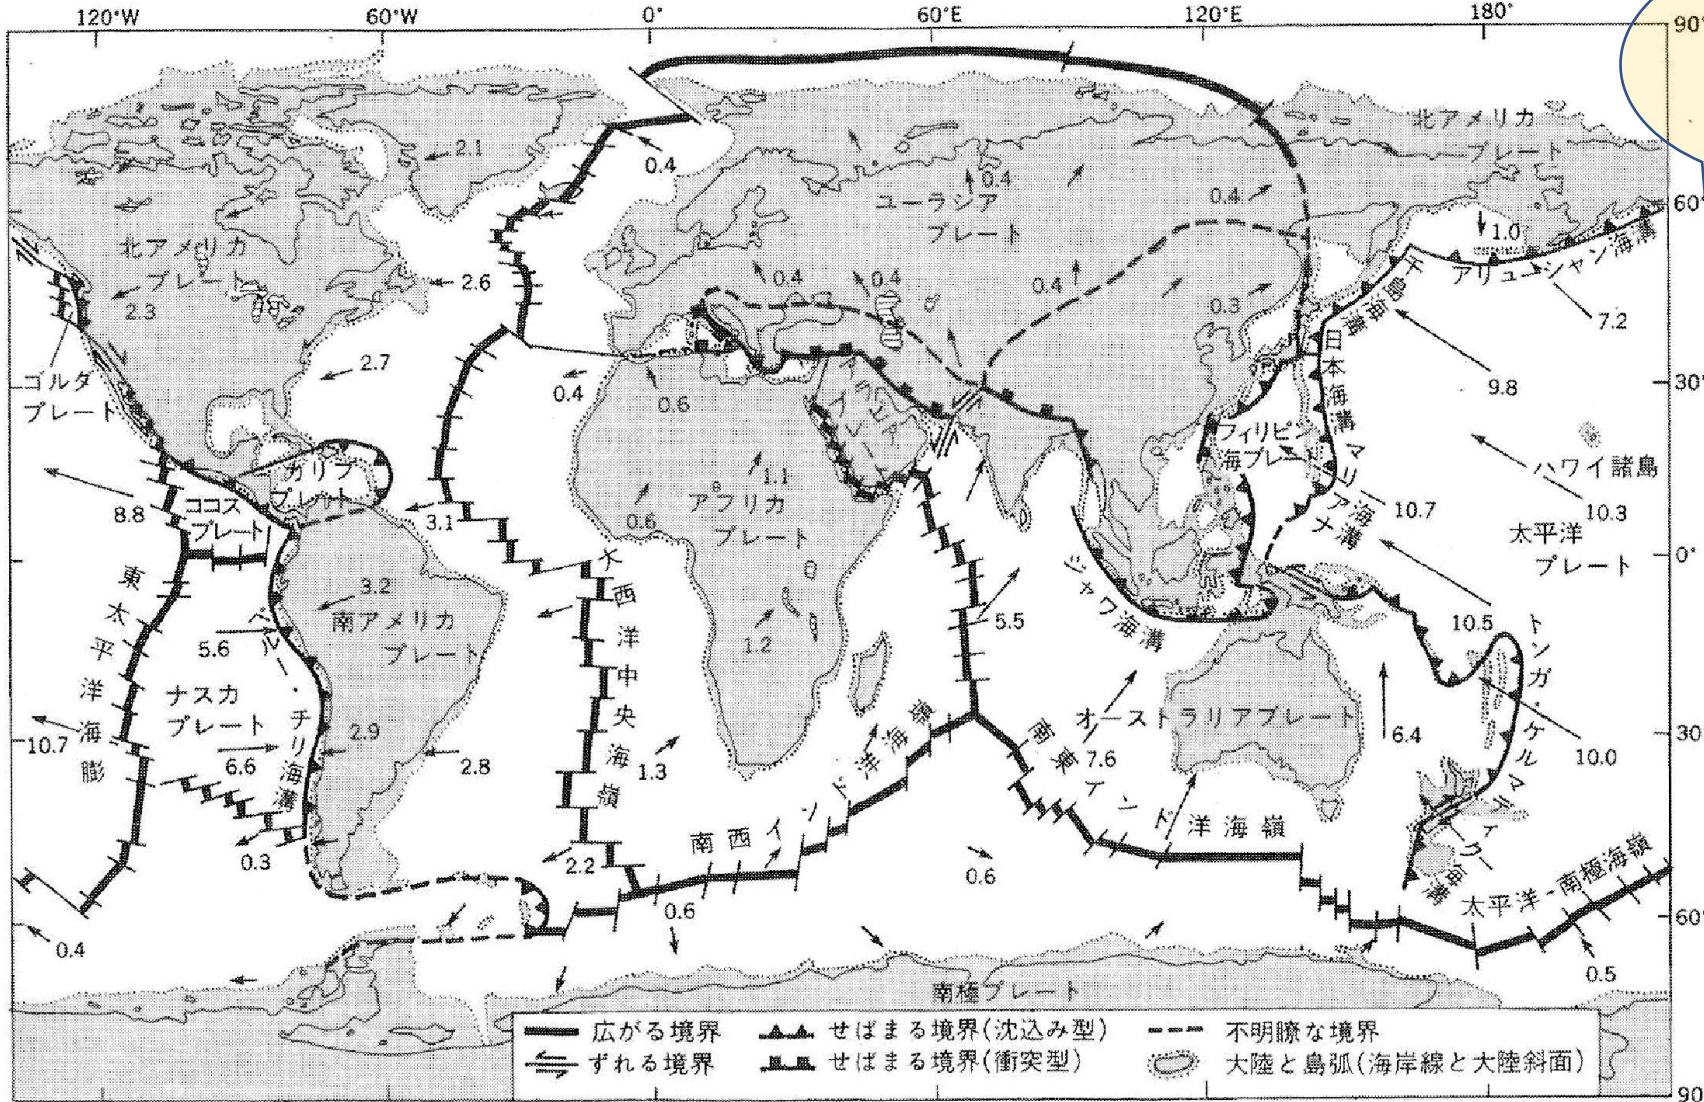 120°W 60°W 0° 60°E 120°E 180°
90°
60°
30°
0°
30°
60°
90
北アメリカ
プレート
2.1
0.4
0.4
ユーラシア
プレート
0.4
1.0
アリューシャン海溝
北アメリカ
プレート
2.3
2.6
2.7
0.4
0.4
0.4
0.3
千島海溝
7.2
9.8
日本海溝
ゴルダ
プレート
0.4
0.6
アラビア
プレート
フィリピン
海プレート
マリアナ海溝
ハワイ諸島
10.7
10.3
太平洋
プレート
カリブ
プレート
ココス
プレート
8.8
3.1
0.6
1.1
アフリカ
プレート
1.2
大西洋中央海嶺
東太平洋海膨
3.2
南アメリカ
プレート
5.6
ペルー・チリ海溝
ナスカ
プレート
6.6
10.7
2.9
2.8
1.3
5.5
ジャワ海溝
オーストラリアプレート
7.6
6.4
10.5
10.0
トンガ・ケルマディック海溝
南西インド洋海嶺
南東インド洋海嶺
太平洋-南極海嶺
0.3
2.2
0.6
0.6
0.4
0.5
南極プレート
広がる境界 せばまる境界(沈込み型) 不明瞭な境界
ずれる境界 せばまる境界(衝突型) 大陸と島弧(海岸線と大陸斜面)